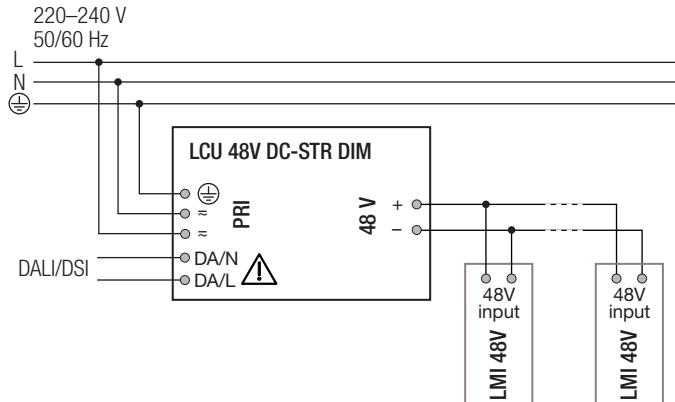 220–240 V
50/60 Hz
L
N
LCU 48V DC-STR DIM
PRI
≂
≂
48 V
+
−
DALI/DSI
DA/N
DA/L
48V
input
LMI 48V
48V
input
LMI 48V